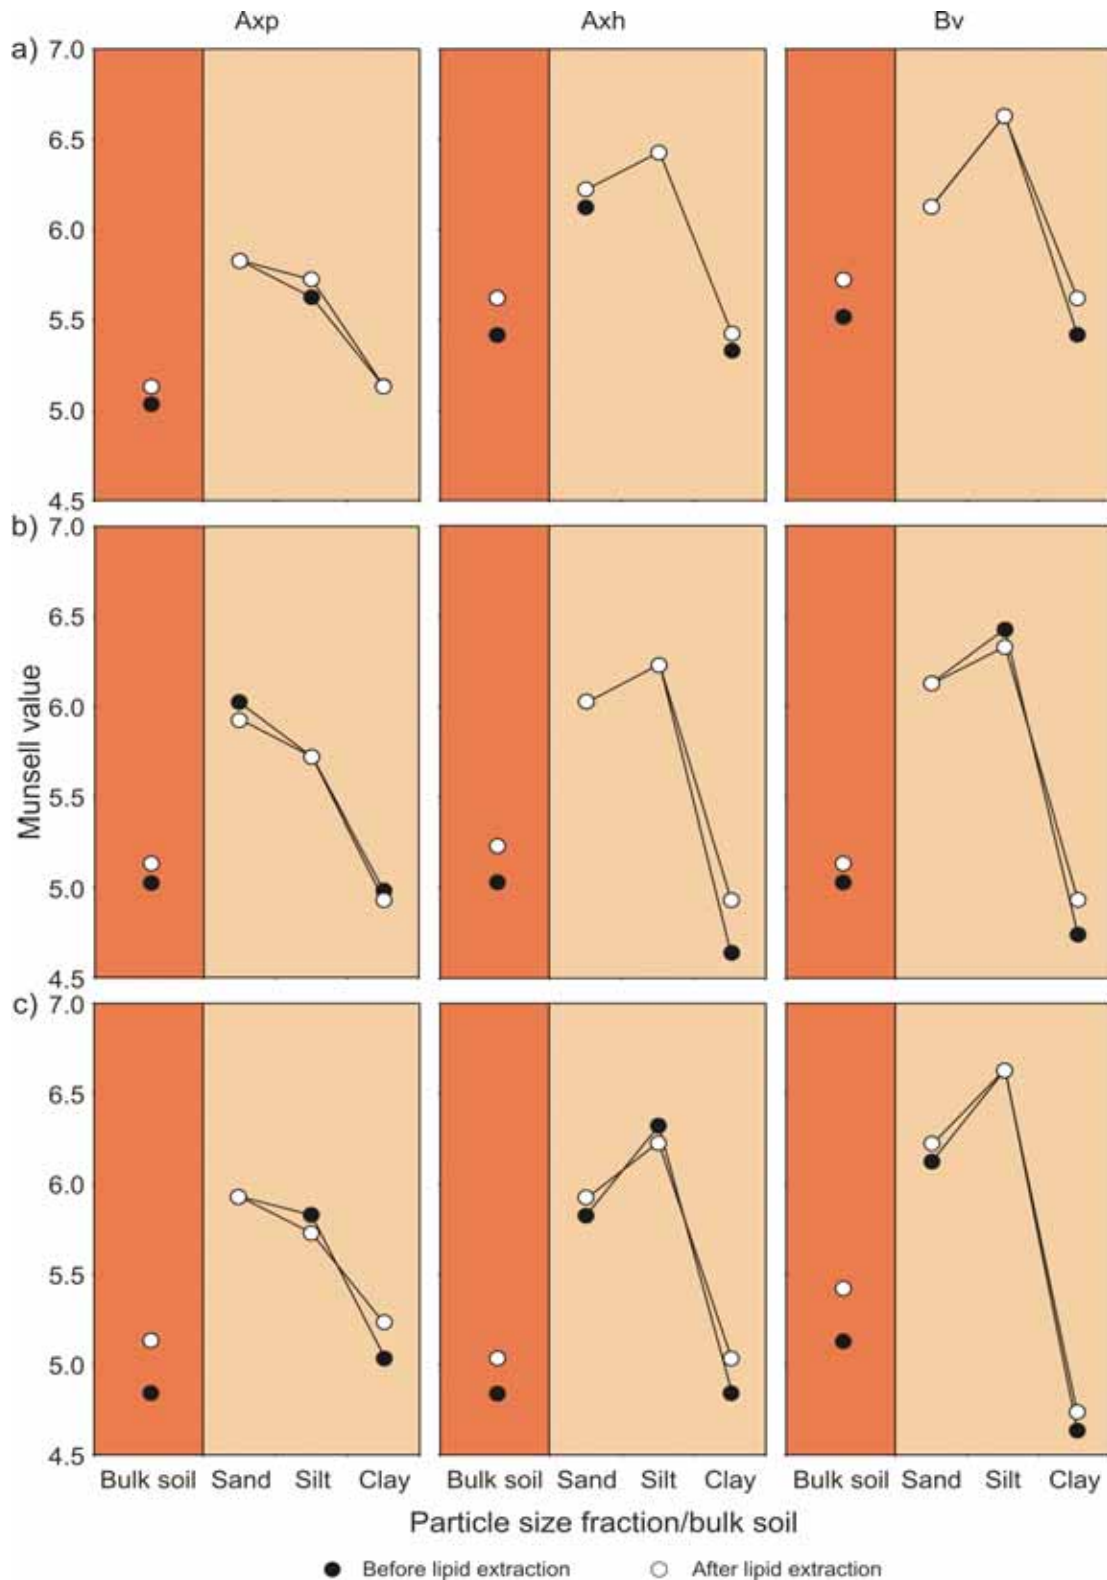 Axp Axh Bv
a) 7.0
6.5
6.0
5.5
5.0
4.5
b) 7.0
6.5
6.0
5.5
5.0
4.5
c) 7.0
6.5
6.0
5.5
5.0
4.5
Munsell value
Bulk soil Sand Silt Clay Bulk soil Sand Silt Clay Bulk soil Sand Silt Clay
Particle size fraction/bulk soil
Before lipid extraction After lipid extraction